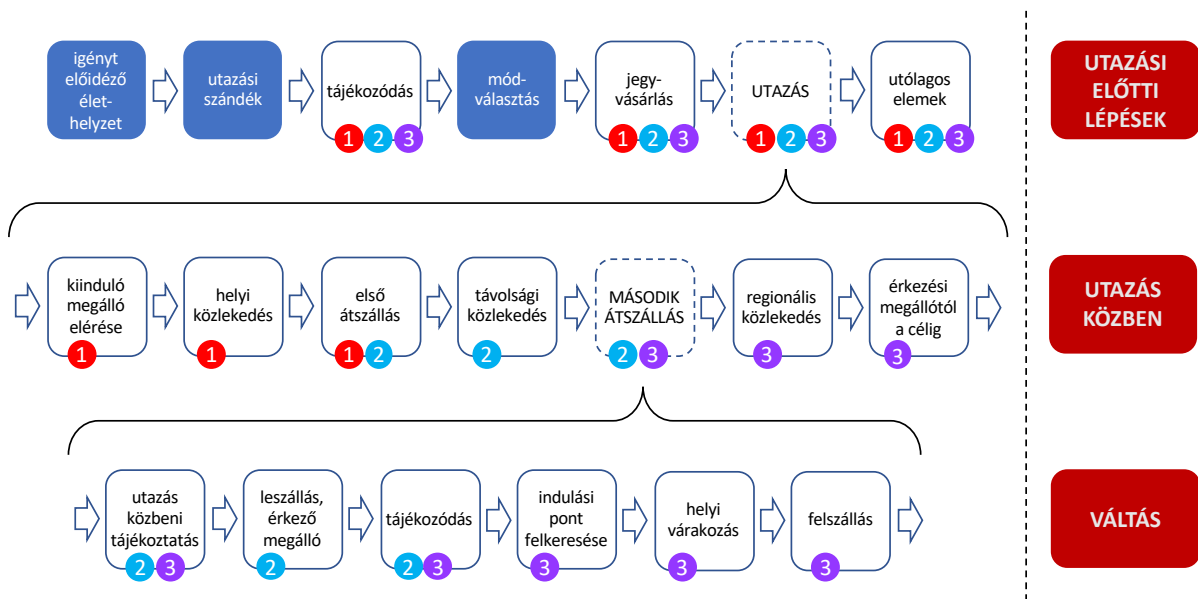 igényt
előidéző
élet-
helyzet
utazási
szándék
tájékozódás
1 2 3
mód-
választás
jegy-
vásárlás
1 2 3
UTAZÁS
1 2 3
utólagos
elemek
1 2 3
UTAZÁSI
ELŐTTI
LÉPÉSEK
kiinduló
megálló
elérése
1
helyi
közlekedés
1
első
átszállás
1 2
távolsági
közlekedés
2
MÁSODIK
ÁTSZÁLLÁS
2 3
regionális
közlekedés
3
érkezési
megállótól
a célig
3
UTAZÁS
KÖZBEN
utazás
közbeni
tájékoztatás
2 3
leszállás,
érkező
megálló
2
tájékozódás
2 3
indulási
pont
felkeresése
3
helyi
várakozás
3
felszállás
3
VÁLTÁS